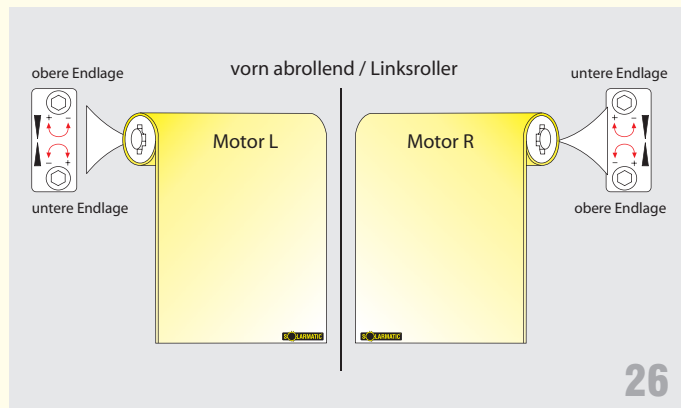 vorn abrollend / Linksroller
obere Endlage
+ −
− +
untere Endlage
Motor L
SOLARMATIC
Motor R
SOLARMATIC
untere Endlage
+ −
− +
obere Endlage
26